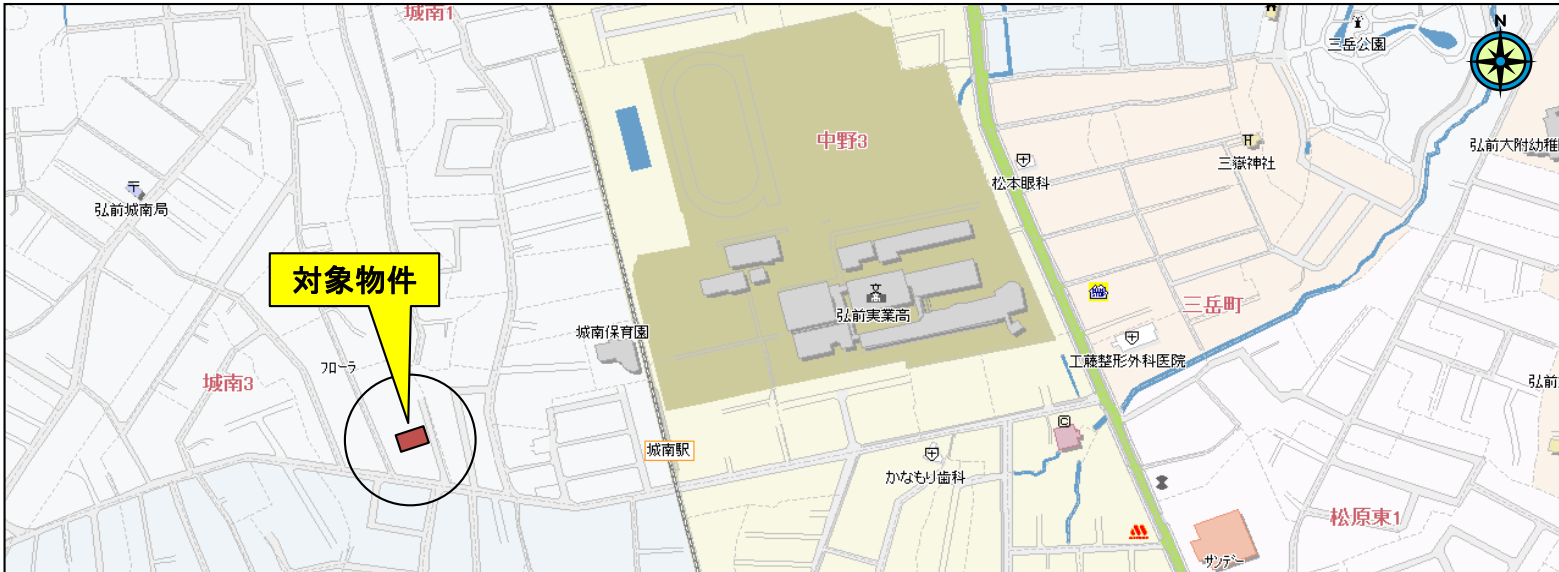 城南1
N
三岳公園
中野3
弘前大附幼稚
三嶽神社
松本眼科
〒
弘前城南局
対象物件
文
高
弘前実業高
三岳町
城南保育園
工藤整形外科医院
フローラ
城南3
弘前
C
城南駅
かなもり歯科
松原東1
サンデー